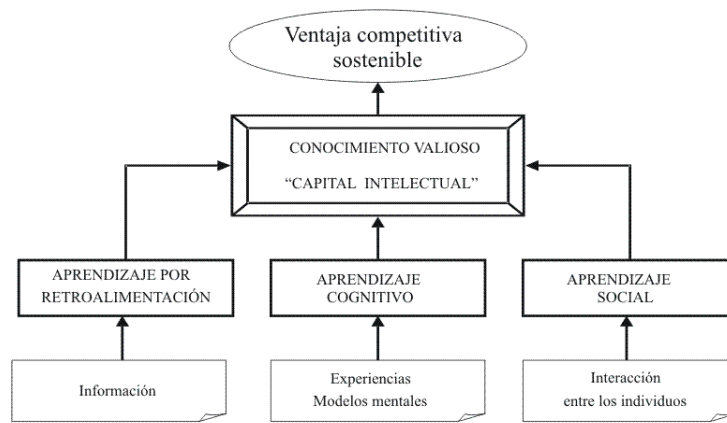 Ventaja competitiva
sostenible
CONOCIMIENTO VALIOSO
“CAPITAL INTELECTUAL”
APRENDIZAJE POR
RETROALIMENTACIÓN
APRENDIZAJE
COGNITIVO
APRENDIZAJE
SOCIAL
Información
Experiencias
Modelos mentales
Interacción
entre los individuos